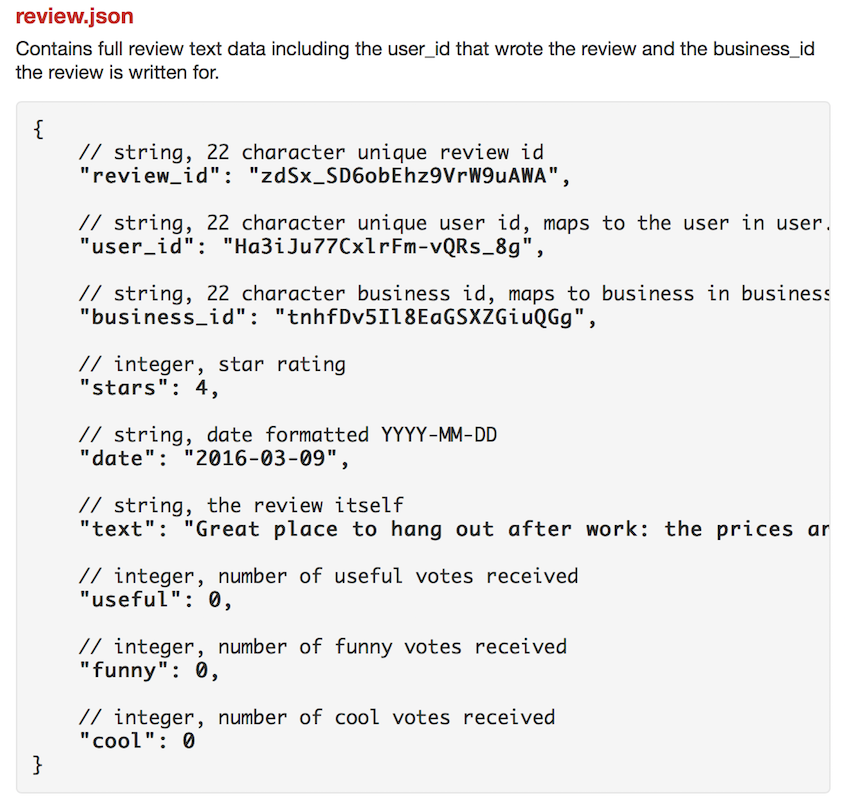 review.json
Contains full review text data including the user_id that wrote the review and the business_id
the review is written for.
{
// string, 22 character unique review id
"review_id": "zdSx_SD6obEhz9VrW9uAWA",
// string, 22 character unique user id, maps to the user in user.
"user_id": "Ha3iJu77CxlrFm-vQRs_8g",
// string, 22 character business id, maps to business in business
"business_id": "tnhfDv5Il8EaGSXZGiuQGg",
// integer, star rating
"stars": 4,
// string, date formatted YYYY-MM-DD
"date": "2016-03-09",
// string, the review itself
"text": "Great place to hang out after work: the prices ar
// integer, number of useful votes received
"useful": 0,
// integer, number of funny votes received
"funny": 0,
// integer, number of cool votes received
"cool": 0
}